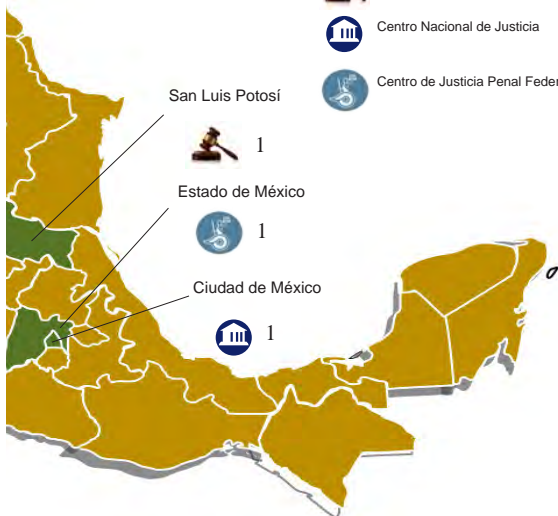 Centro Nacional de Justicia
Centro de Justicia Penal Feder
San Luis Potosí
1
Estado de México
1
Ciudad de México
1